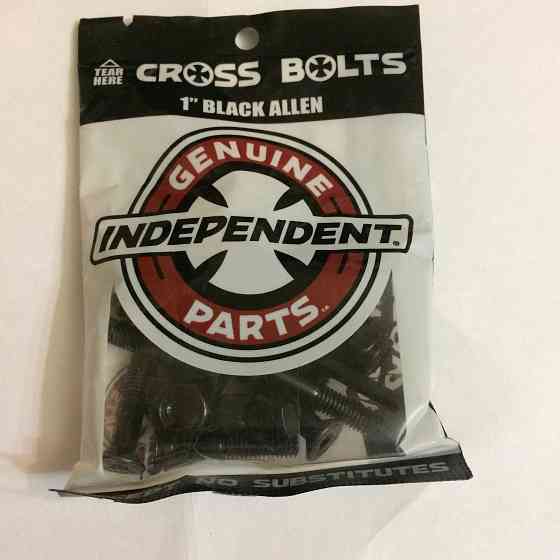 TEAR HERE
CROSS BOLTS
1" BLACK ALLEN
GENUINE
INDEPENDENT®
PARTS
NO SUBSTITUTES